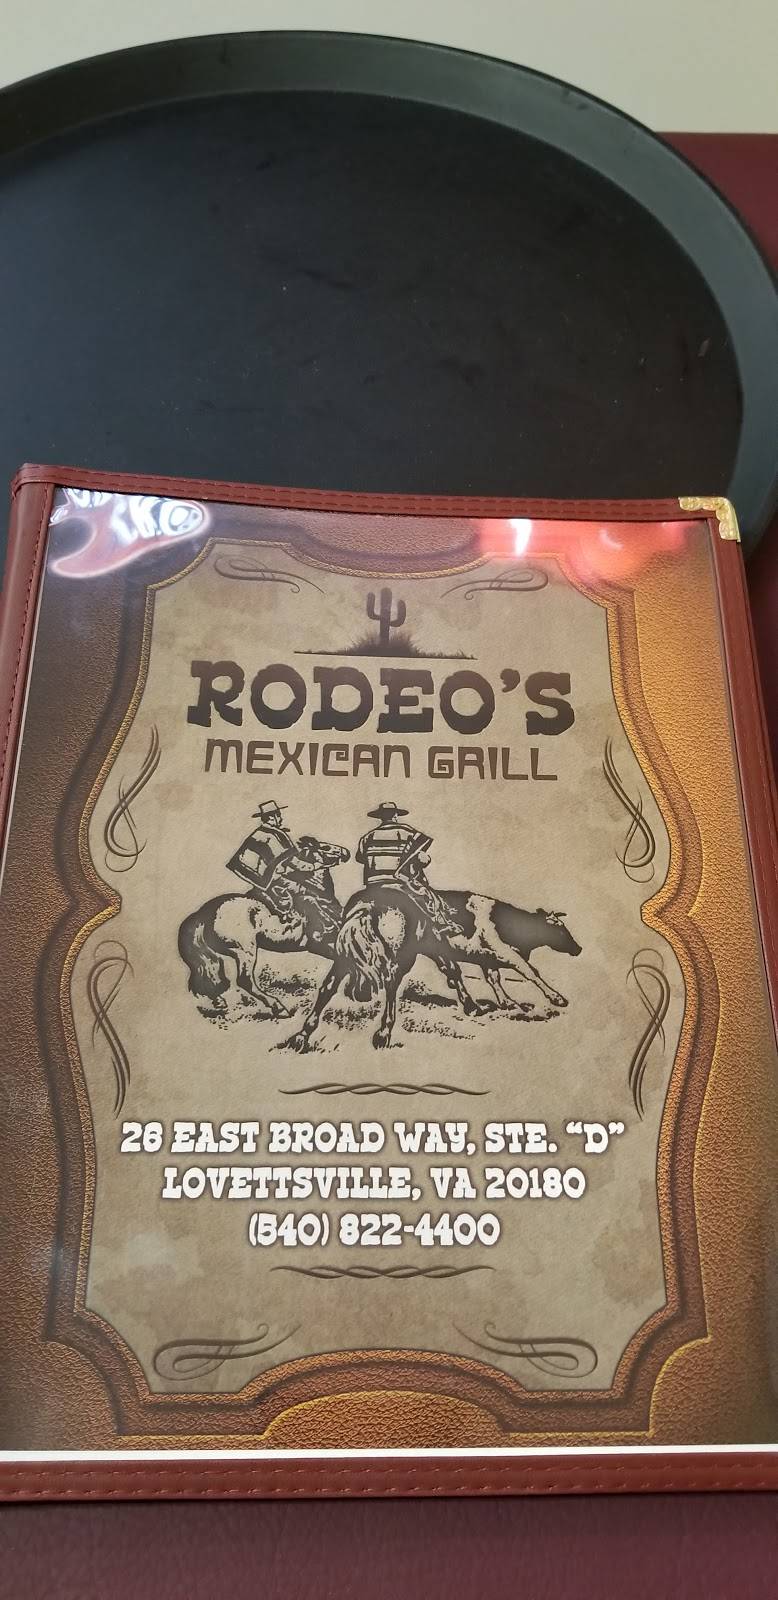 RODEO'S
MEXICAN GRILL
26 EAST BROAD WAY, STE. “D”
LOVETTSVILLE, VA 20180
(540) 822-4400